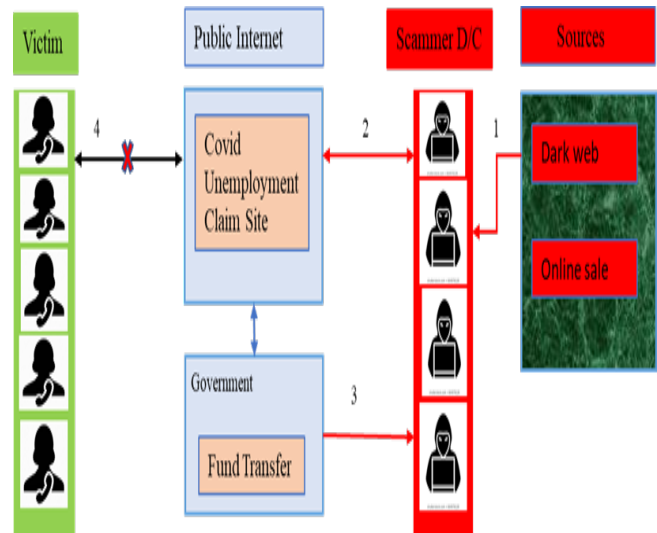 Victim
Public Internet
Scammer D/C
Sources
4
2
1
Covid
Unemployment
Claim Site
Dark web
Online sale
Government
3
Fund Transfer